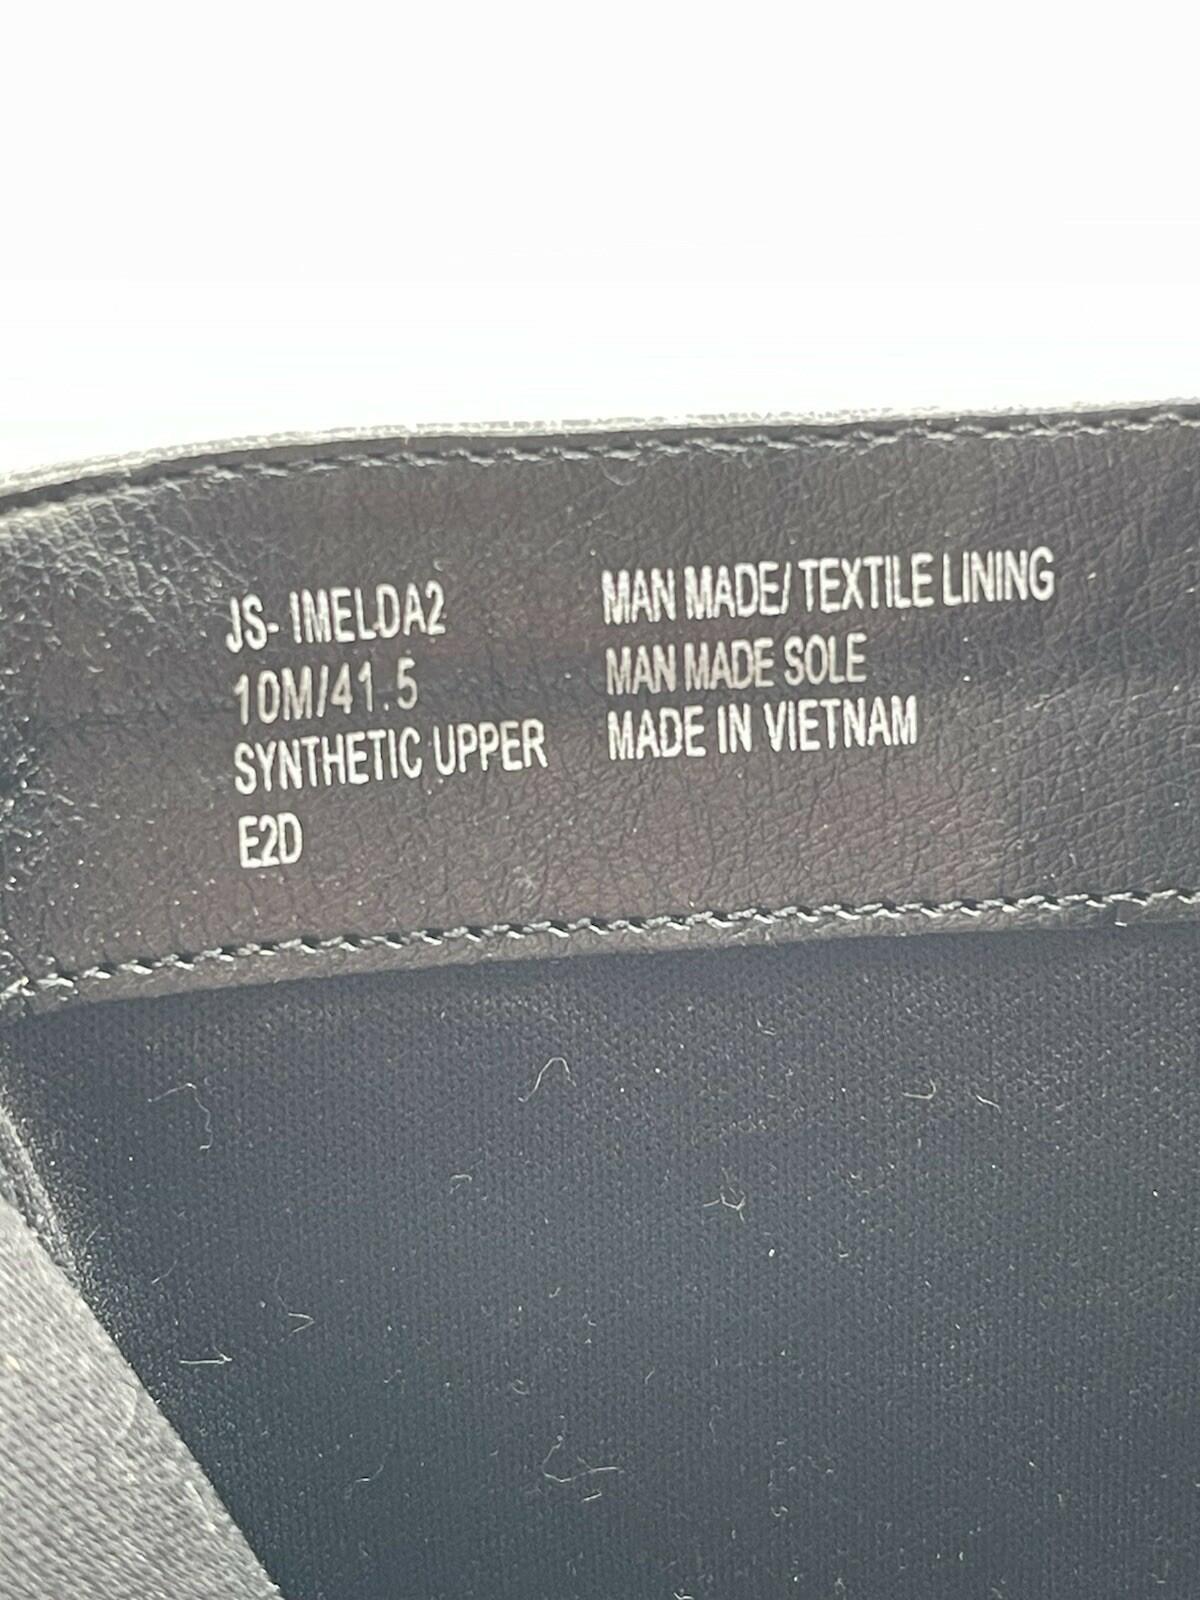 JS- IMELDA2
10M/41.5
SYNTHETIC UPPER
E2D
MAN MADE/ TEXTILE LINING
MAN MADE SOLE
MADE IN VIETNAM